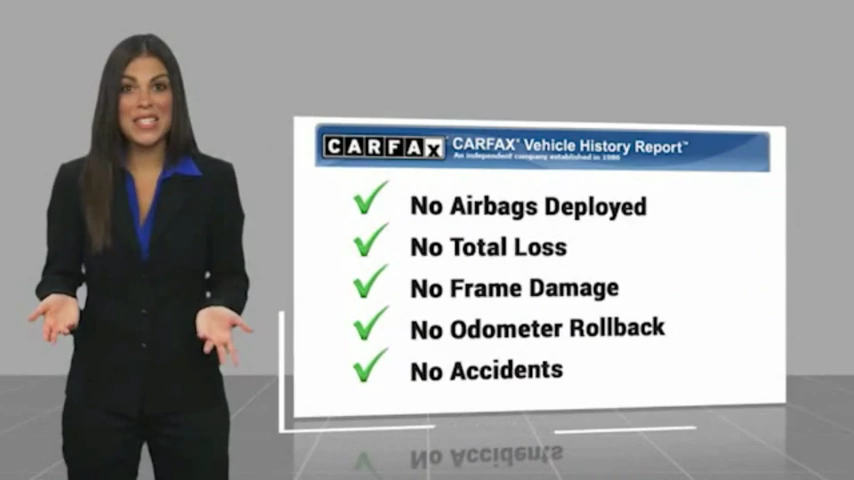 CARFAX CARFAX® Vehicle History Report™
An independent company established in 1986
No Airbags Deployed
No Total Loss
No Frame Damage
No Odometer Rollback
No Accidents
No Accidents